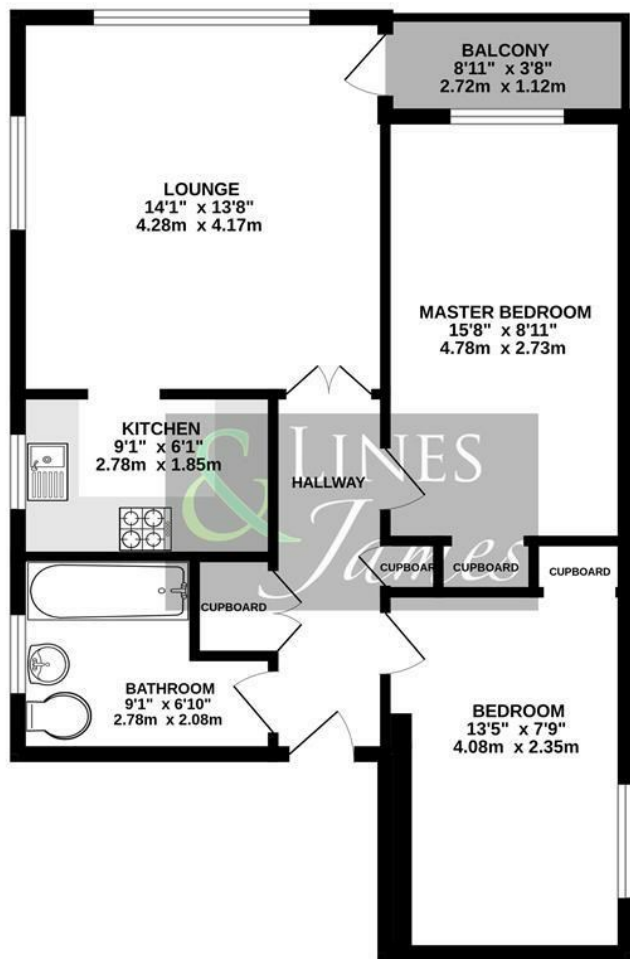 BALCONY
8'11" x 3'8"
2.72m x 1.12m
LOUNGE
14'1" x 13'8"
4.28m x 4.17m
MASTER BEDROOM
15'8" x 8'11"
4.78m x 2.73m
KITCHEN
9'1" x 6'1"
2.78m x 1.85m
& LINES
James
HALLWAY
CUPBOARD
CUPBOARD
CUPBOARD
CUPBOARD
BATHROOM
9'1" x 6'10"
2.78m x 2.08m
BEDROOM
13'5" x 7'9"
4.08m x 2.35m